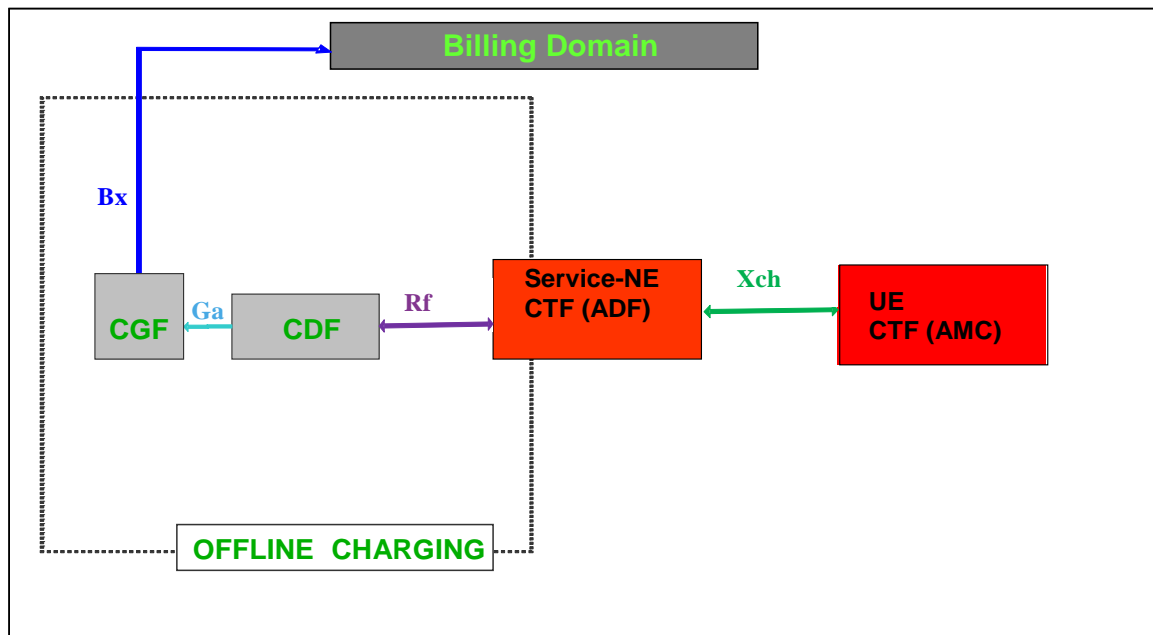 Billing Domain
Bx
Service-NE
CTF (ADF)
Xch
UE
CTF (AMC)
Ga
Rf
CGF
CDF
OFFLINE CHARGING